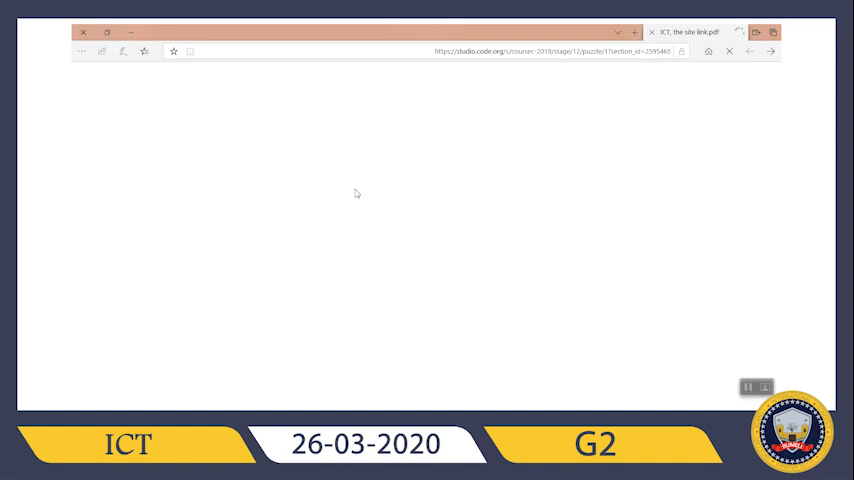 ICT, the site link.pdf
https://studio.code.org/s/coursec-2019/stage/12/puzzle/1?section_id=2595465
ICT
26-03-2020
G2
RUMELI